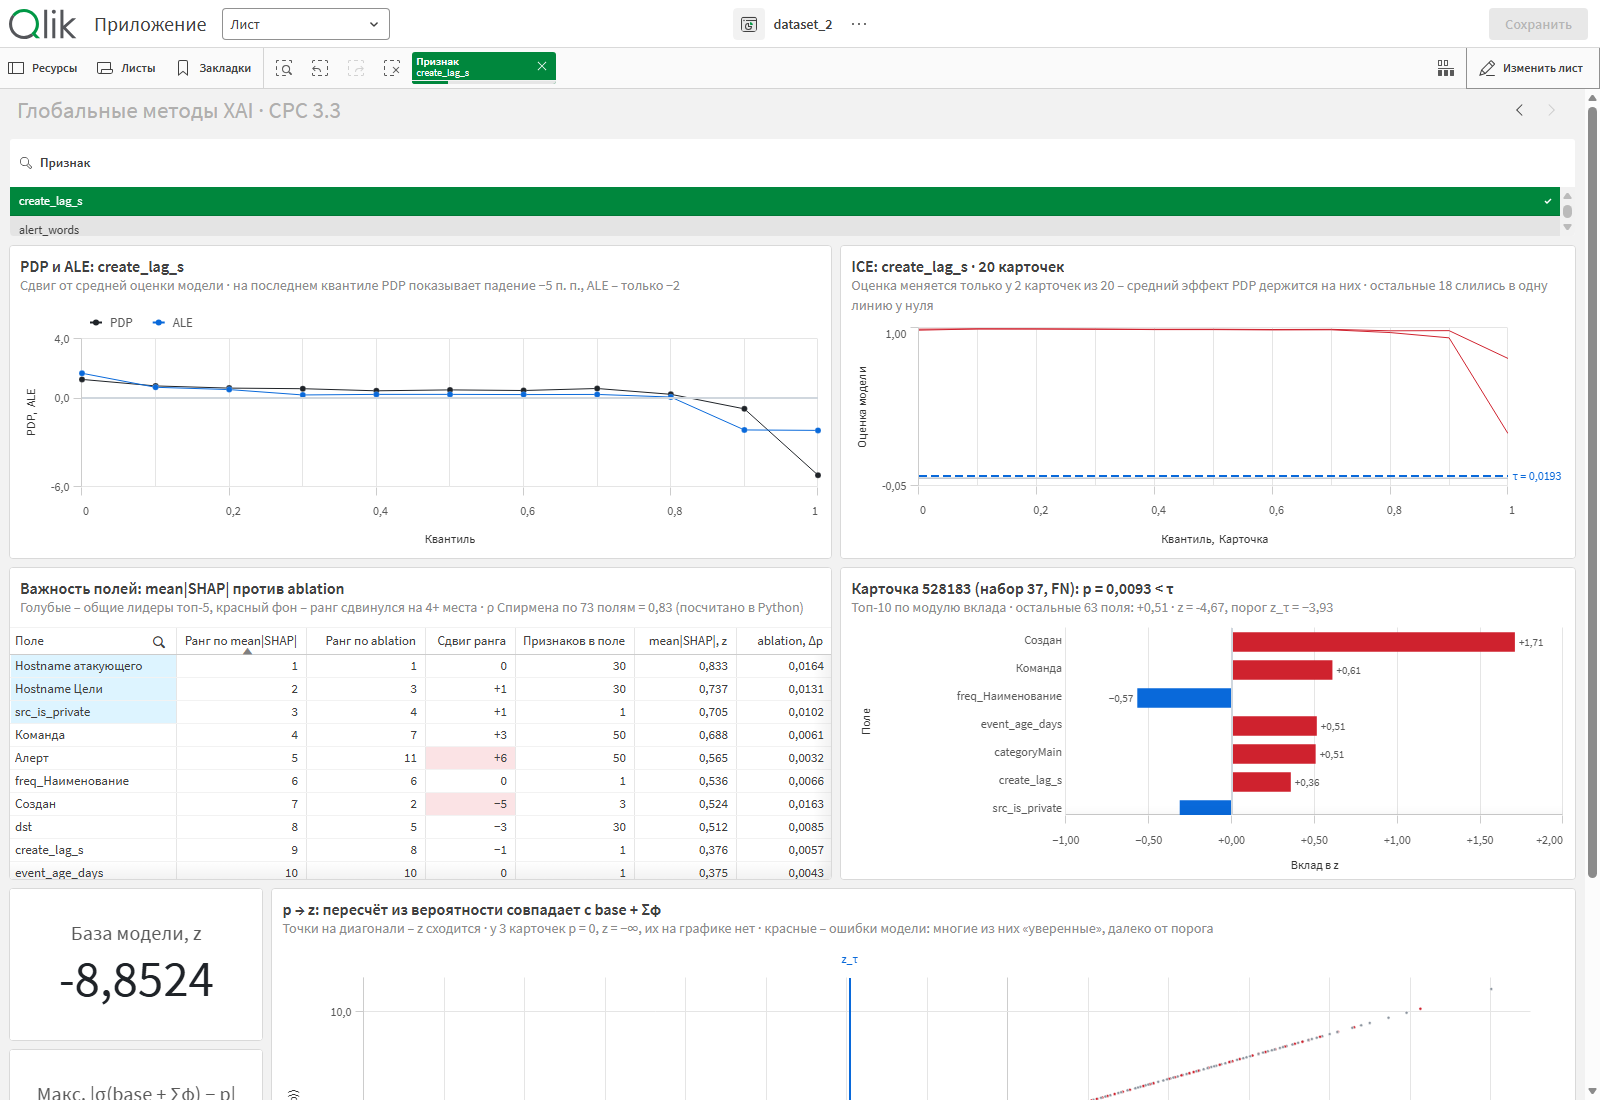 Qlik Приложение Лист dataset_2 ··· Сохранить
Ресурсы Листы Закладки Признак Изменить лист
create_lag_s
Глобальные методы XAI · СРС 3.3
Признак
create_lag_s
alert_words
PDP и ALE: create_lag_s
Сдвиг от средней оценки модели · на последнем квантиле PDP показывает падение −5 п. п., ALE – только −2
PDP ALE
4,0
0,0
-6,0
PDP, ALE
0 0,2 0,4 0,6 0,8 1
Квантиль
ICE: create_lag_s · 20 карточек
Оценка меняется только у 2 карточек из 20 – средний эффект PDP держится на них · остальные 18 слились в одну
линию у нуля
1,00
Оценка модели
-0,05
τ = 0,0193
0 0,2 0,4 0,6 0,8 1
Квантиль, Карточка
Важность полей: mean|SHAP| против ablation
Голубые – общие лидеры топ-5, красный фон – ранг сдвинулся на 4+ места · ρ Спирмена по 73 полям = 0,83 (посчитано в Python)
Поле Ранг по mean|SHAP| Ранг по ablation Сдвиг ранга Признаков в поле mean|SHAP|, z ablation, Δp
Hostname атакующего 1 1 0 30 0,833 0,0164
Hostname Цели 2 3 +1 30 0,737 0,0131
src_is_private 3 4 +1 1 0,705 0,0102
Команда 4 7 +3 50 0,688 0,0061
Алерт 5 11 +6 50 0,565 0,0032
freq_Наименование 6 6 0 1 0,536 0,0066
Создан 7 2 −5 3 0,524 0,0163
dst 8 5 −3 30 0,512 0,0085
create_lag_s 9 8 −1 1 0,376 0,0057
event_age_days 10 10 0 1 0,375 0,0043
Карточка 528183 (набор 37, FN): p = 0,0093 < τ
Топ-10 по модулю вклада · остальные 63 поля: +0,51 · z = -4,67, порог z_τ = −3,93
Поле
Создан +1,71
Команда +0,61
freq_Наименование −0,57
event_age_days +0,51
categoryMain +0,51
create_lag_s +0,36
src_is_private
−1,00 −0,50 +0,00 +0,50 +1,00 +1,50 +2,00
Вклад в z
База модели, z
-8,8524
Макс. |σ(base + Σφ) − p|
p → z: пересчёт из вероятности совпадает с base + Σφ
Точки на диагонали – z сходится · у 3 карточек p = 0, z = −∞, их на графике нет · красные – ошибки модели: многие из них «уверенные», далеко от порога
z_τ
10,0